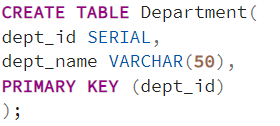 CREATE TABLE Department(
dept_id SERIAL,
dept_name VARCHAR(50),
PRIMARY KEY (dept_id)
);